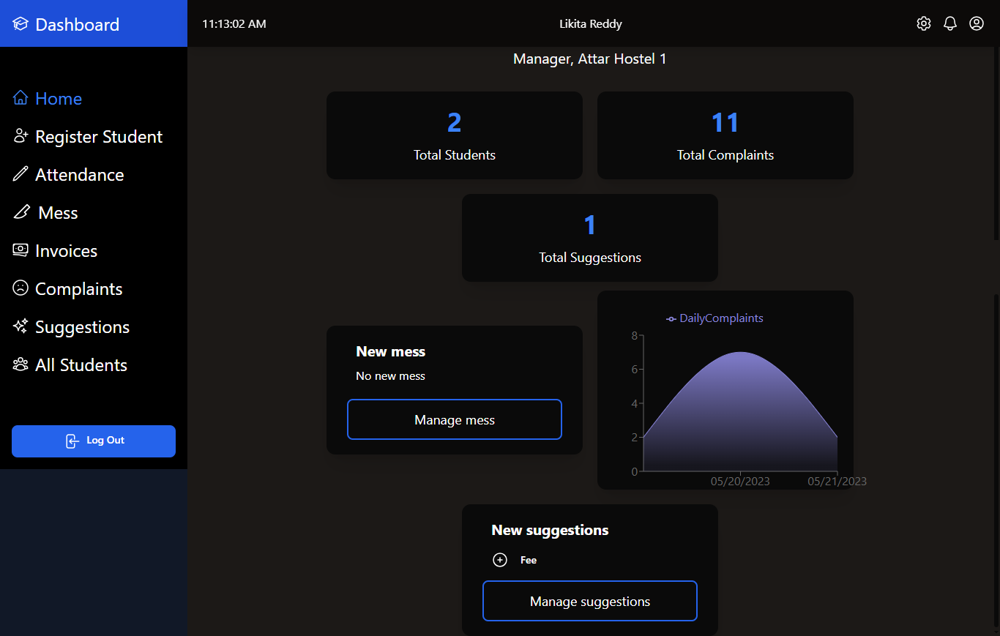 Dashboard
11:13:02 AM
Likita Reddy
Home
Register Student
Attendance
Mess
Invoices
Complaints
Suggestions
All Students
Log Out
Manager, Attar Hostel 1
2
Total Students
11
Total Complaints
1
Total Suggestions
New mess
No new mess
Manage mess
DailyComplaints
8
6
4
2
0
05/20/2023
05/21/2023
New suggestions
Fee
Manage suggestions